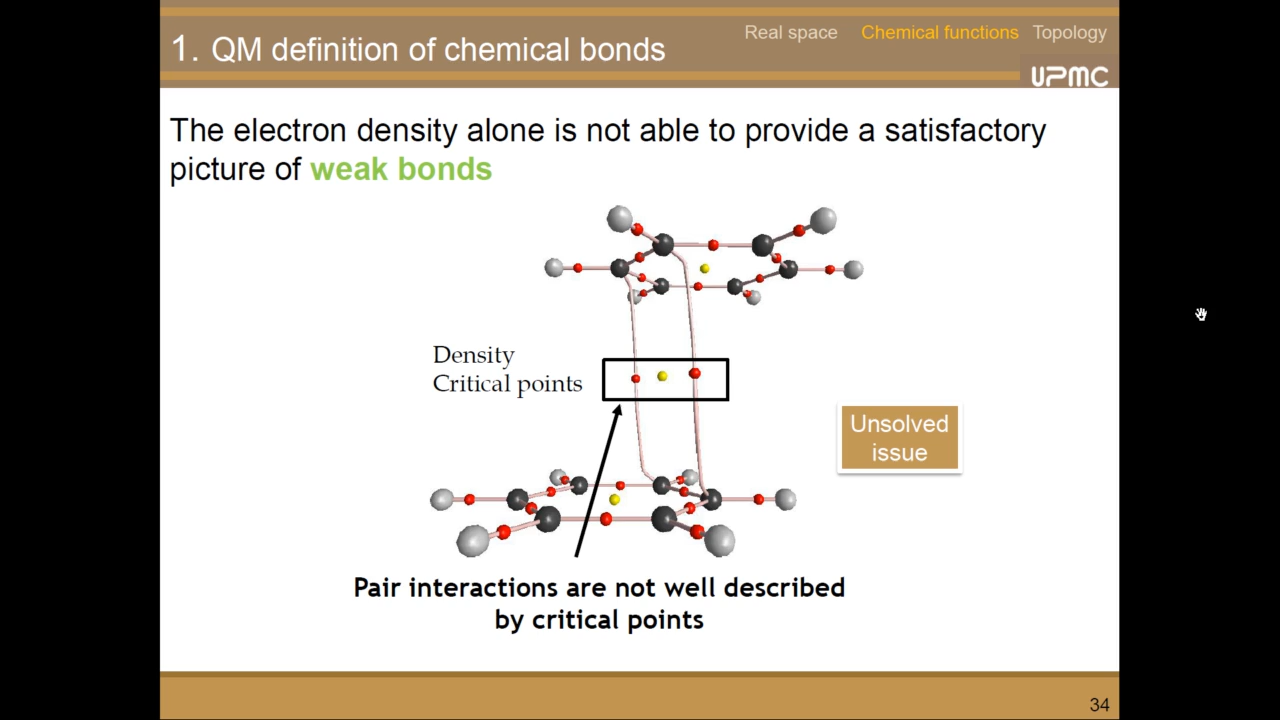 1. QM definition of chemical bonds
Real space Chemical functions Topology
UPMC
The electron density alone is not able to provide a satisfactory
picture of weak bonds
Density
Critical points
Unsolved
issue
Pair interactions are not well described
by critical points
34